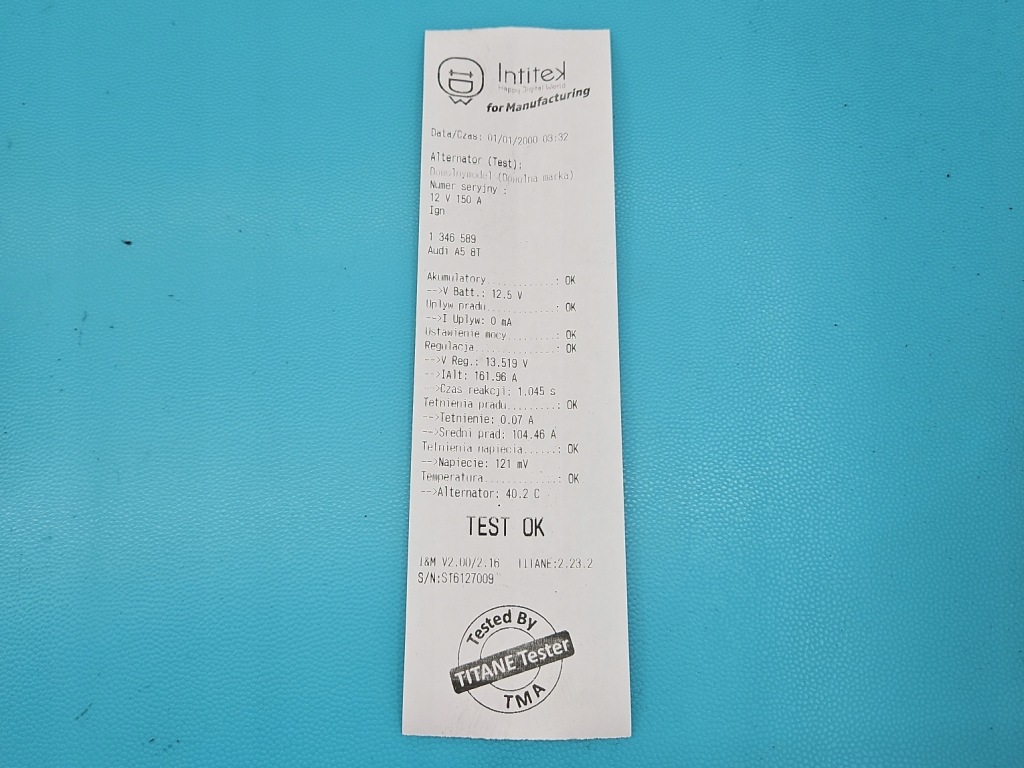 Intitek
Happy Digital World
for Manufacturing
Data/Czas: 01/01/2000 03:32
Alternator (Test):
Dowolnymodel (Dowolna marka)
Numer seryjny :
12 V 150 A
Ign
1 346 589
Audi A5 8T
Akumulatory............: OK
-->V Batt.: 12.5 V
Uplyw pradu............: OK
-->I Uplyw: 0 mA
Ustawienie mocy........: OK
Regulacja..............: OK
-->V Reg.: 13.519 V
-->IAlt: 161.96 A
-->Czas reakcji: 1.045 s
Tetnienia pradu........: OK
-->Tetnienie: 0.07 A
-->Sredni prad: 104.46 A
Tetnienia napiecia.....: OK
-->Napiecie: 121 mV
Temperatura............: OK
-->Alternator: 40.2 C
TEST OK
I&M V2.00/2.16 TITANE:2.23.2
S/N:ST6127009
Tested By
TITANE Tester
TMA